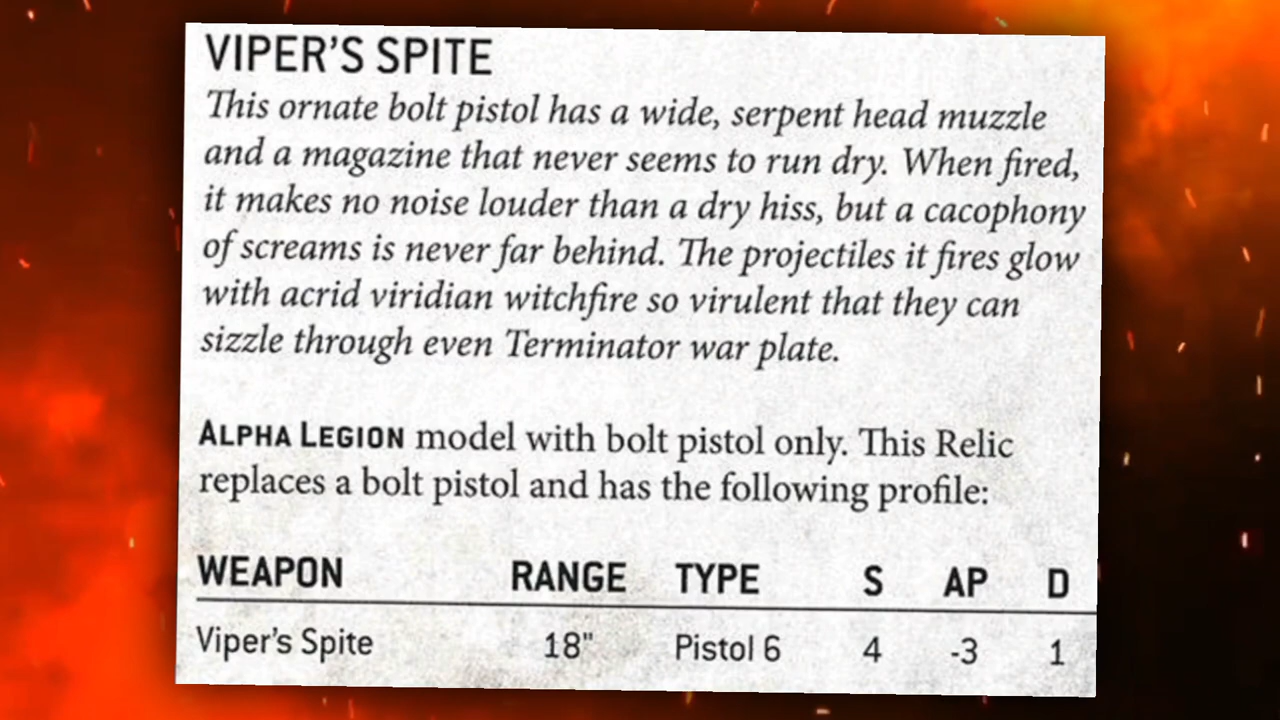 VIPER'S SPITE
This ornate bolt pistol has a wide, serpent head muzzle
and a magazine that never seems to run dry. When fired,
it makes no noise louder than a dry hiss, but a cacophony
of screams is never far behind. The projectiles it fires glow
with acrid viridian witchfire so virulent that they can
sizzle through even Terminator war plate.
ALPHA LEGION model with bolt pistol only. This Relic
replaces a bolt pistol and has the following profile:
WEAPON RANGE TYPE S AP D
Viper's Spite 18" Pistol 6 4 -3 1